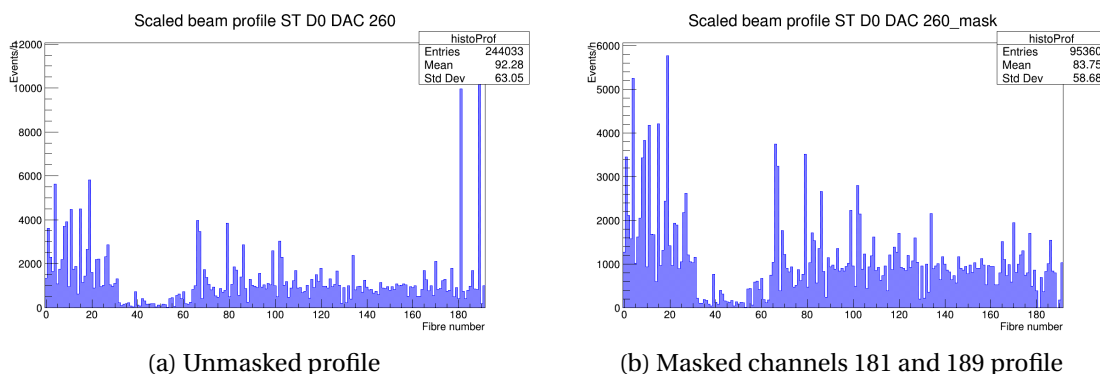 Scaled beam profile ST D0 DAC 260
histoProf
Entries 244033
Mean 92.28
Std Dev 63.05
Events/h
12000
10000
8000
6000
4000
2000
0
0 20 40 60 80 100 120 140 160 180
Fibre number
(a) Unmasked profile
Scaled beam profile ST D0 DAC 260_mask
histoProf
Entries 95360
Mean 83.75
Std Dev 58.68
Events/h
6000
5000
4000
3000
2000
1000
0
0 20 40 60 80 100 120 140 160 180
Fibre number
(b) Masked channels 181 and 189 profile